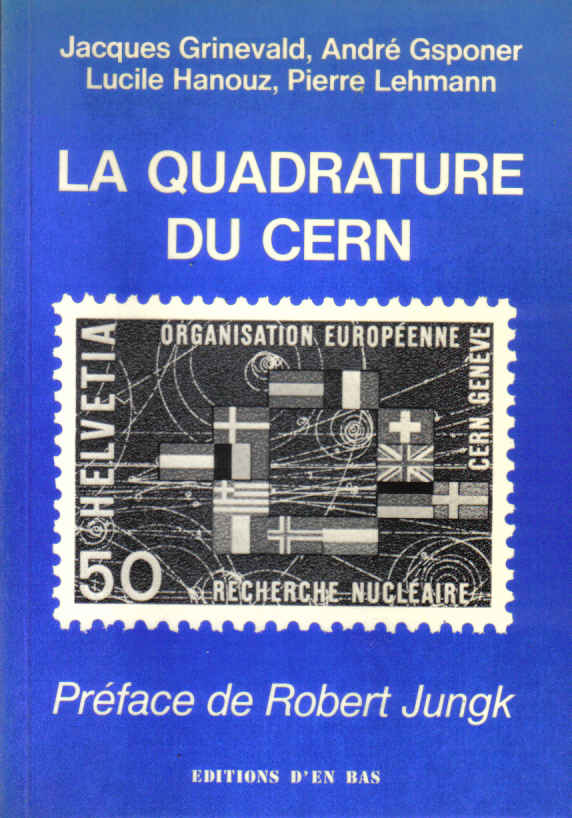 Jacques Grinevald, André Gsponer
Lucile Hanouz, Pierre Lehmann
LA QUADRATURE
DU CERN
HELVETIA
ORGANISATION EUROPÉENNE
CERN GENÈVE
50
RECHERCHE NUCLÉAIRE
Préface de Robert Jungk
EDITIONS D'EN BAS